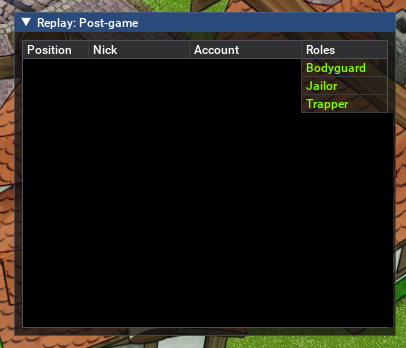 Replay: Post-game
Position Nick Account Roles
Bodyguard
Jailor
Trapper